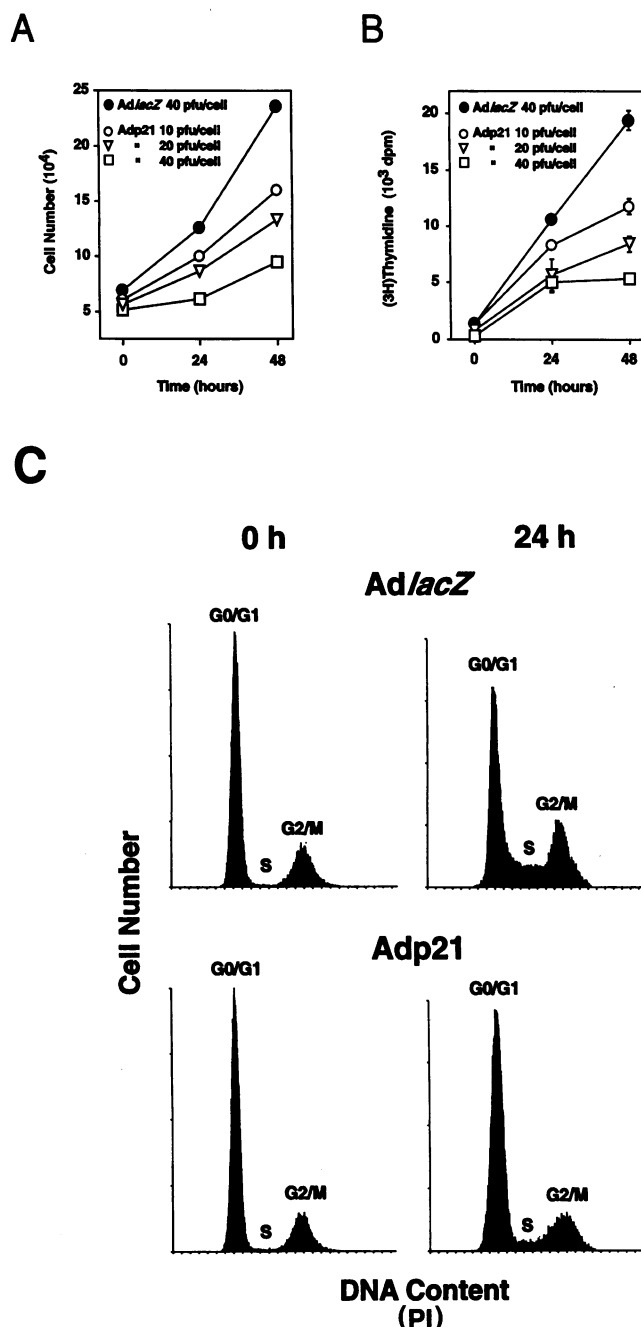 A
25
20
15
10
5
Cell Number (10⁴)
AdlacZ 40 pfu/cell
Adp21 10 pfu/cell
" 20 pfu/cell
" 40 pfu/cell
0 24 48
Time (hours)
B
20
15
10
5
0
(3H)Thymidine (10³ dpm)
AdlacZ 40 pfu/cell
Adp21 10 pfu/cell
" 20 pfu/cell
" 40 pfu/cell
0 24 48
Time (hours)
C
0 h 24 h
AdlacZ
G0/G1
S
G2/M
G0/G1
S
G2/M
Cell Number
Adp21
G0/G1
S
G2/M
G0/G1
S
G2/M
DNA Content
(PI)